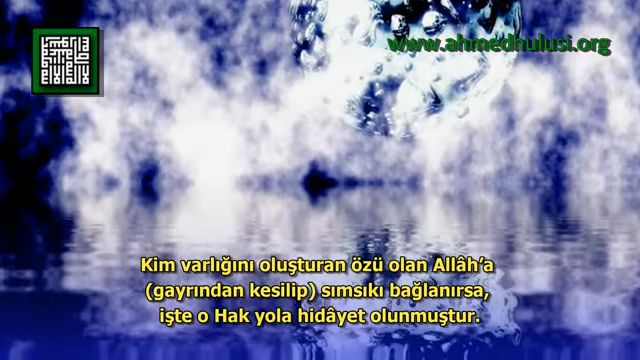 www.ahmedhulusi.org
Kim varlığını oluşturan özü olan Allâh’a
(gayrından kesilip) sımsıkı bağlanırsa,
işte o Hak yola hidâyet olunmuştur.